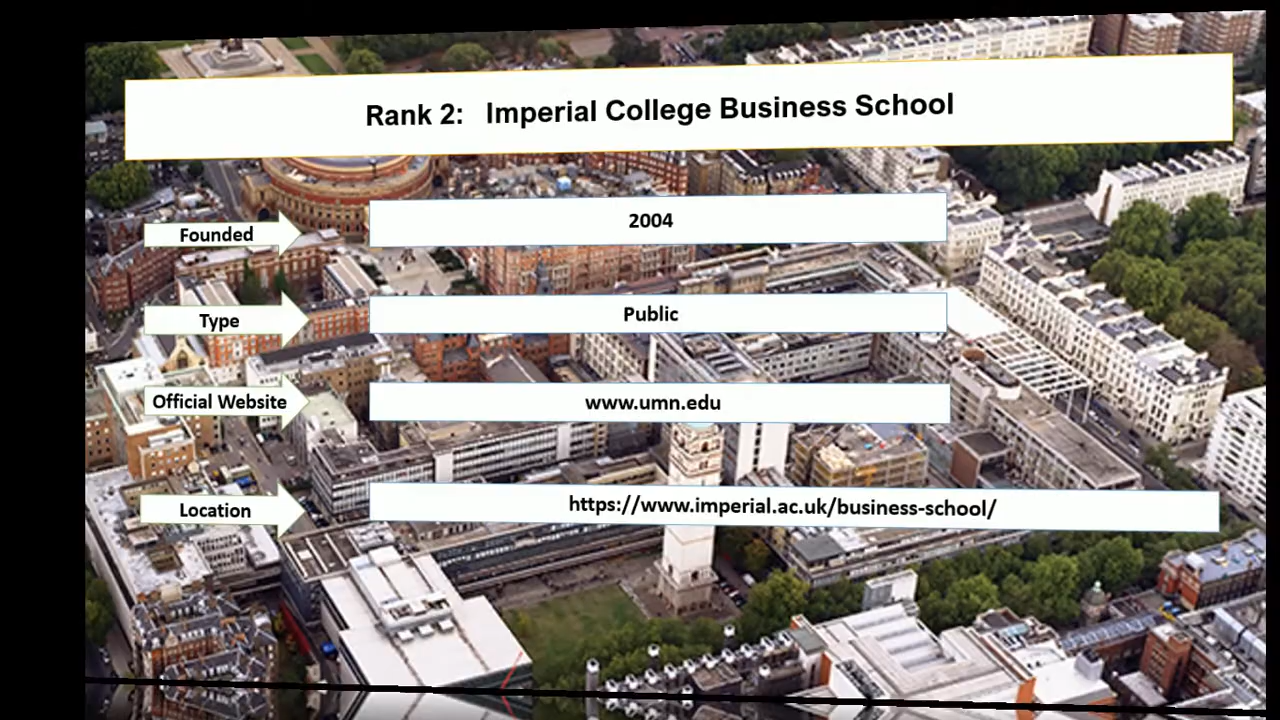 Rank 2: Imperial College Business School
Founded
2004
Type
Public
Official Website
www.umn.edu
Location
https://www.imperial.ac.uk/business-school/